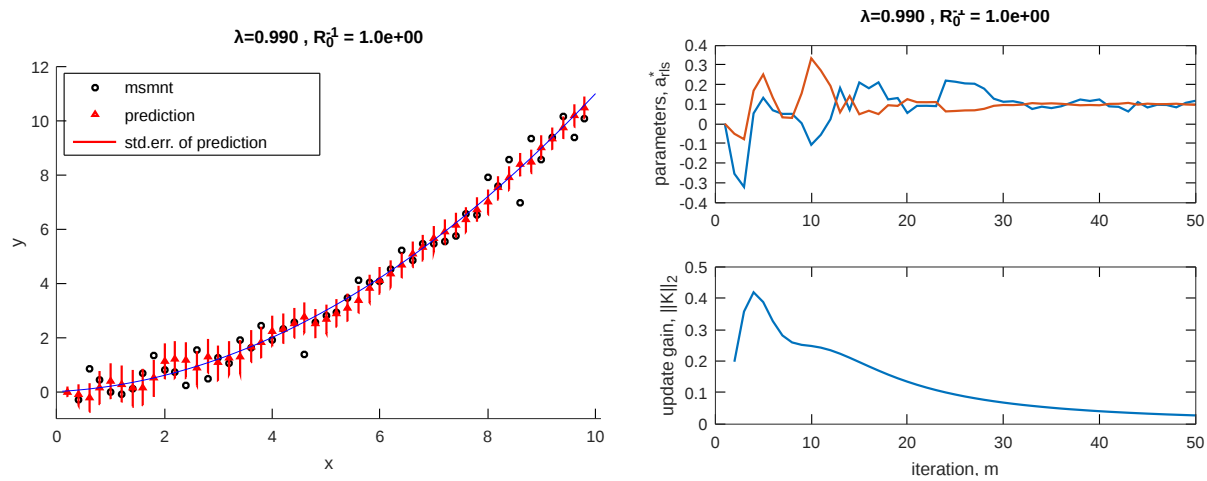 λ=0.990 , R₀⁻¹ = 1.0e+00
12
10
8
6
4
2
0
y
msmnt
prediction
std.err. of prediction
0 2 4 6 8 10
x
λ=0.990 , R₀⁻¹ = 1.0e+00
0.4
0.3
0.2
0.1
0
-0.1
-0.2
-0.3
-0.4
parameters, a*rls
0 10 20 30 40 50
0.5
0.4
0.3
0.2
0.1
0
update gain, ||K||₂
0 10 20 30 40 50
iteration, m